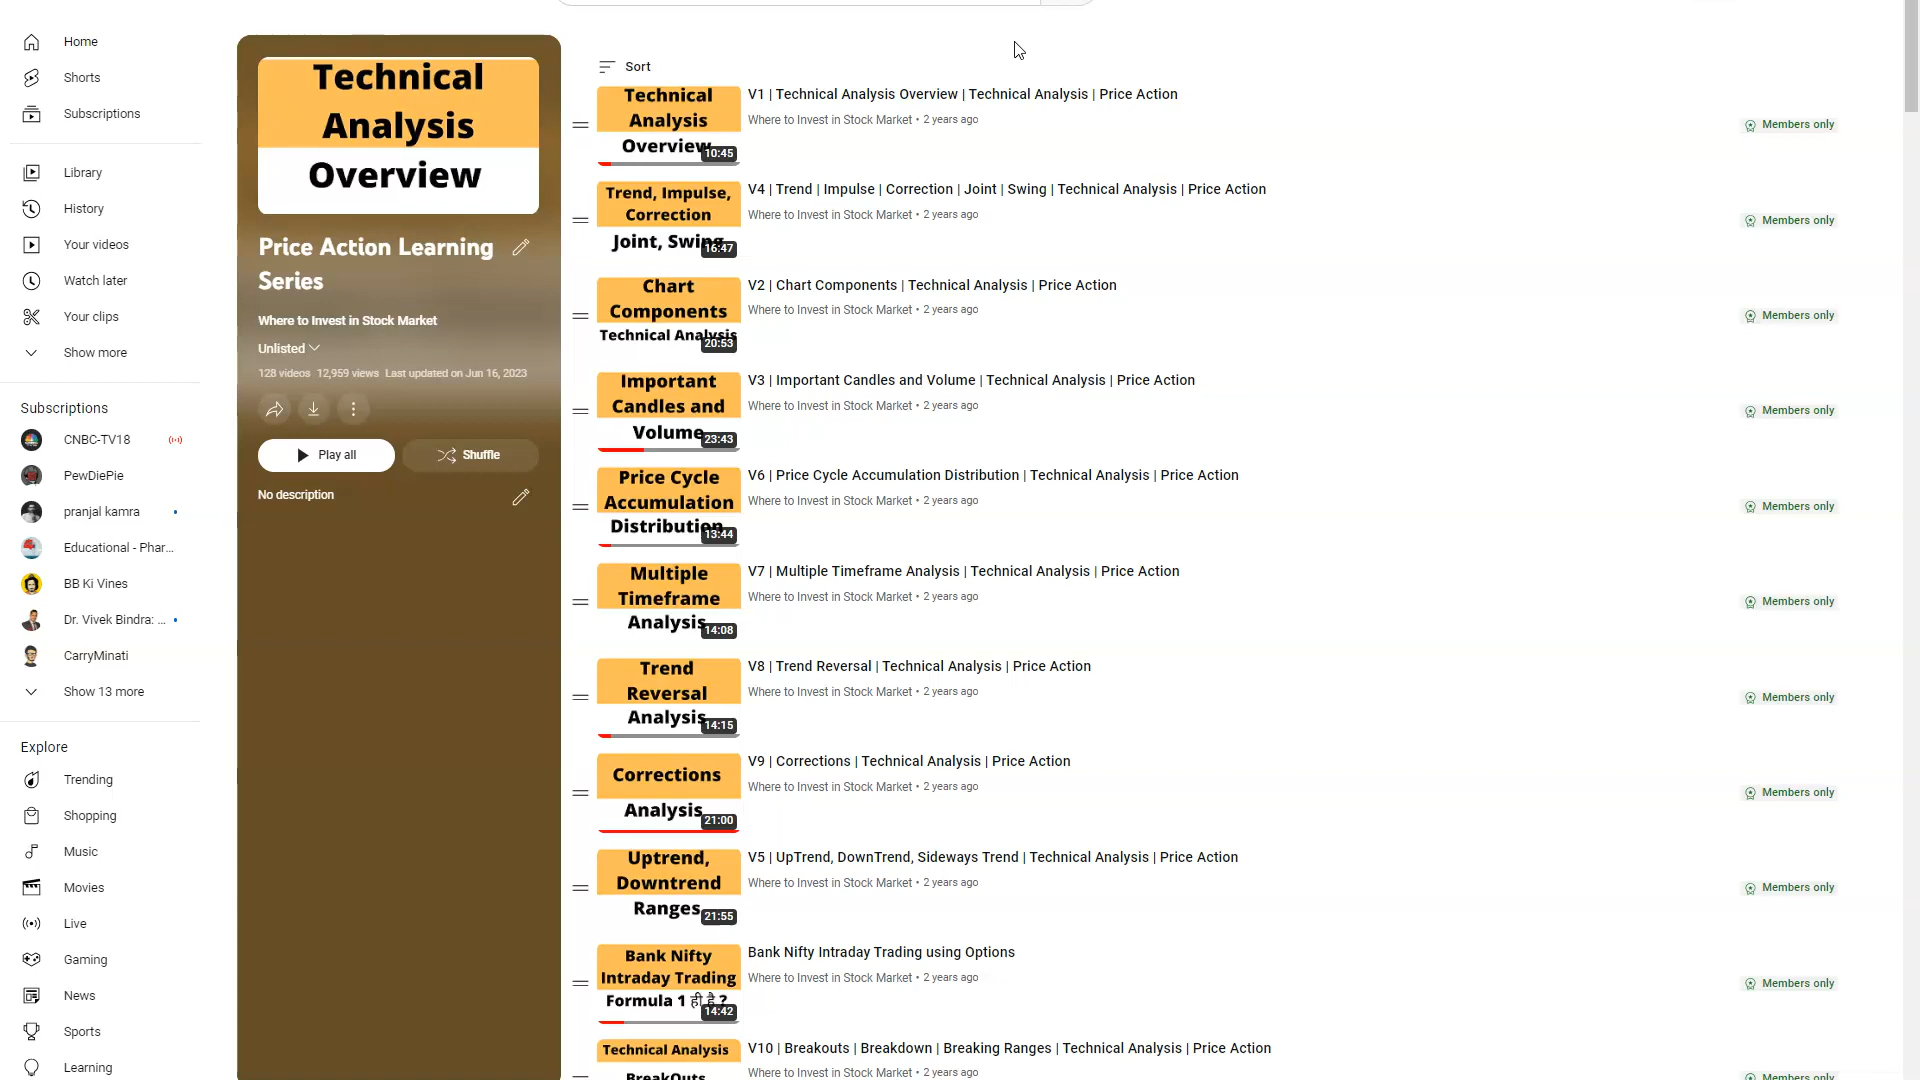 Home
Shorts
Subscriptions
Library
History
Your videos
Watch later
Your clips
Show more
Subscriptions
CNBC-TV18
PewDiePie
pranjal kamra
Educational - Phar...
BB Ki Vines
Dr. Vivek Bindra: ...
CarryMinati
Show 13 more
Explore
Trending
Shopping
Music
Movies
Live
Gaming
News
Sports
Learning
Technical
Analysis
Overview
Price Action Learning
Series
Where to Invest in Stock Market
Unlisted
128 videos 12,959 views Last updated on Jun 16, 2023
Play all
Shuffle
No description
Sort
Technical
Analysis
Overview
10:45
V1 | Technical Analysis Overview | Technical Analysis | Price Action
Where to Invest in Stock Market • 2 years ago
Members only
Trend, Impulse,
Correction
Joint, Swing
16:47
V4 | Trend | Impulse | Correction | Joint | Swing | Technical Analysis | Price Action
Where to Invest in Stock Market • 2 years ago
Members only
Chart
Components
Technical Analysis
20:53
V2 | Chart Components | Technical Analysis | Price Action
Where to Invest in Stock Market • 2 years ago
Members only
Important
Candles and
Volume
23:43
V3 | Important Candles and Volume | Technical Analysis | Price Action
Where to Invest in Stock Market • 2 years ago
Members only
Price Cycle
Accumulation
Distribution
13:44
V6 | Price Cycle Accumulation Distribution | Technical Analysis | Price Action
Where to Invest in Stock Market • 2 years ago
Members only
Multiple
Timeframe
Analysis
14:08
V7 | Multiple Timeframe Analysis | Technical Analysis | Price Action
Where to Invest in Stock Market • 2 years ago
Members only
Trend
Reversal
Analysis
14:15
V8 | Trend Reversal | Technical Analysis | Price Action
Where to Invest in Stock Market • 2 years ago
Members only
Corrections
Analysis
21:00
V9 | Corrections | Technical Analysis | Price Action
Where to Invest in Stock Market • 2 years ago
Members only
Uptrend,
Downtrend
Ranges
21:55
V5 | UpTrend, DownTrend, Sideways Trend | Technical Analysis | Price Action
Where to Invest in Stock Market • 2 years ago
Members only
Bank Nifty
Intraday Trading
Formula 1 ही है ?
14:42
Bank Nifty Intraday Trading using Options
Where to Invest in Stock Market • 2 years ago
Members only
Technical Analysis
BreakOuts
V10 | Breakouts | Breakdown | Breaking Ranges | Technical Analysis | Price Action
Where to Invest in Stock Market • 2 years ago
Members only